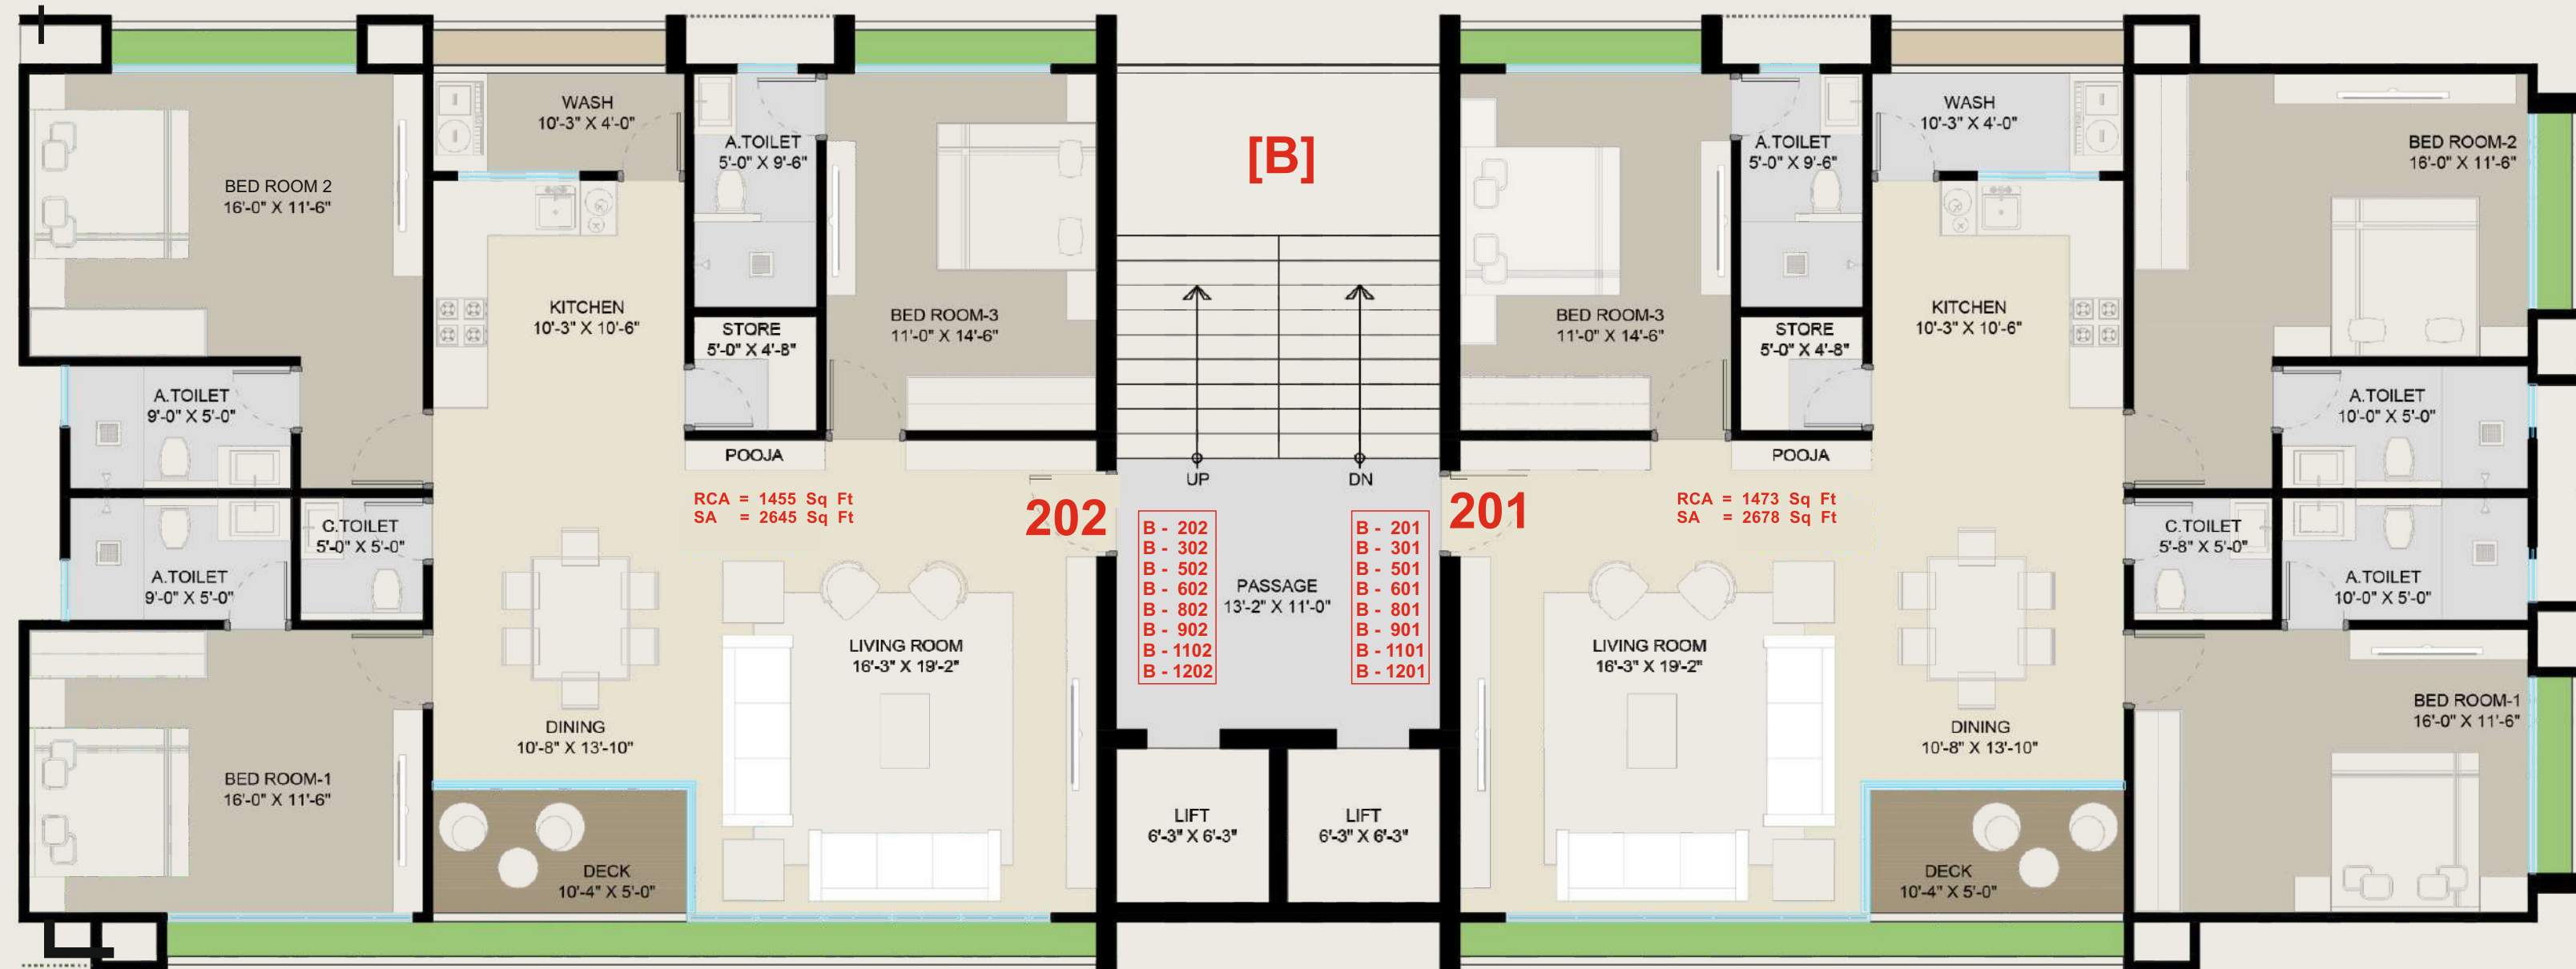 BED ROOM 2
16'-0" X 11'-6"
WASH
10'-3" X 4'-0"
A.TOILET
5'-0" X 9'-6"
KITCHEN
10'-3" X 10'-6"
STORE
5'-0" X 4'-8"
BED ROOM-3
11'-0" X 14'-6"
A.TOILET
9'-0" X 5'-0"
POOJA
RCA = 1455 Sq Ft
SA = 2645 Sq Ft
202
C.TOILET
5'-0" X 5'-0"
A.TOILET
9'-0" X 5'-0"
LIVING ROOM
16'-3" X 19'-2"
DINING
10'-8" X 13'-10"
BED ROOM-1
16'-0" X 11'-6"
DECK
10'-4" X 5'-0"
[B]
UP
DN
B - 202
B - 302
B - 502
B - 602
B - 802
B - 902
B - 1102
B - 1202
PASSAGE
13'-2" X 11'-0"
B - 201
B - 301
B - 501
B - 601
B - 801
B - 901
B - 1101
B - 1201
LIFT
6'-3" X 6'-3"
LIFT
6'-3" X 6'-3"
A.TOILET
5'-0" X 9'-6"
WASH
10'-3" X 4'-0"
BED ROOM-2
16'-0" X 11'-6"
BED ROOM-3
11'-0" X 14'-6"
STORE
5'-0" X 4'-8"
KITCHEN
10'-3" X 10'-6"
A.TOILET
10'-0" X 5'-0"
POOJA
201
RCA = 1473 Sq Ft
SA = 2678 Sq Ft
C.TOILET
5'-8" X 5'-0"
A.TOILET
10'-0" X 5'-0"
LIVING ROOM
16'-3" X 19'-2"
DINING
10'-8" X 13'-10"
BED ROOM-1
16'-0" X 11'-6"
DECK
10'-4" X 5'-0"